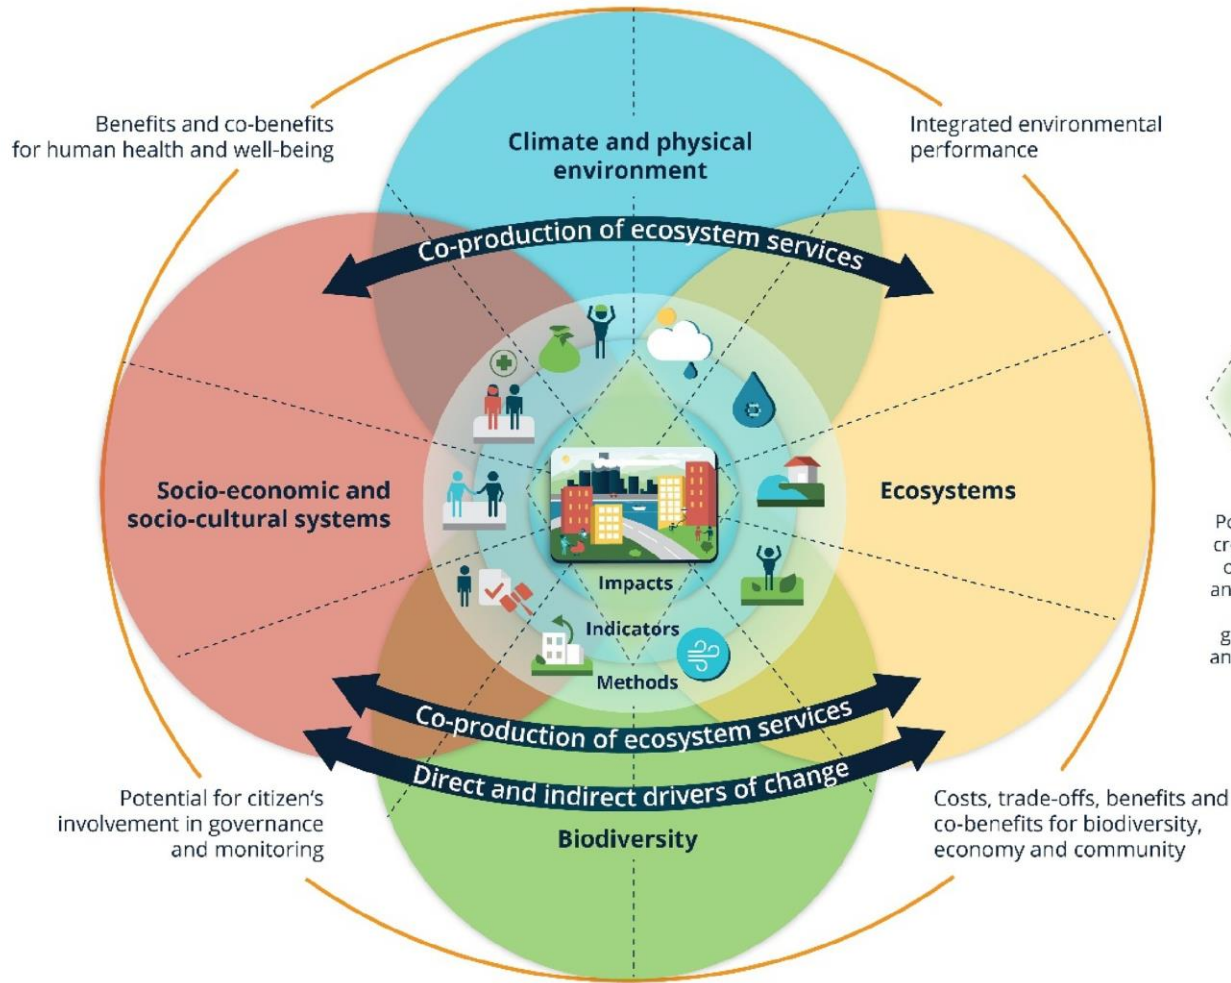 Benefits and co-benefits
for human health and well-being
Climate and physical
environment
Integrated environmental
performance
Co-production of ecosystem services
Socio-economic and
socio-cultural systems
Ecosystems
Impacts
Indicators
Methods
Co-production of ecosystem services
Direct and indirect drivers of change
Biodiversity
Potential for citizen's
involvement in governance
and monitoring
Costs, trade-offs, benefits and
co-benefits for biodiversity,
economy and community